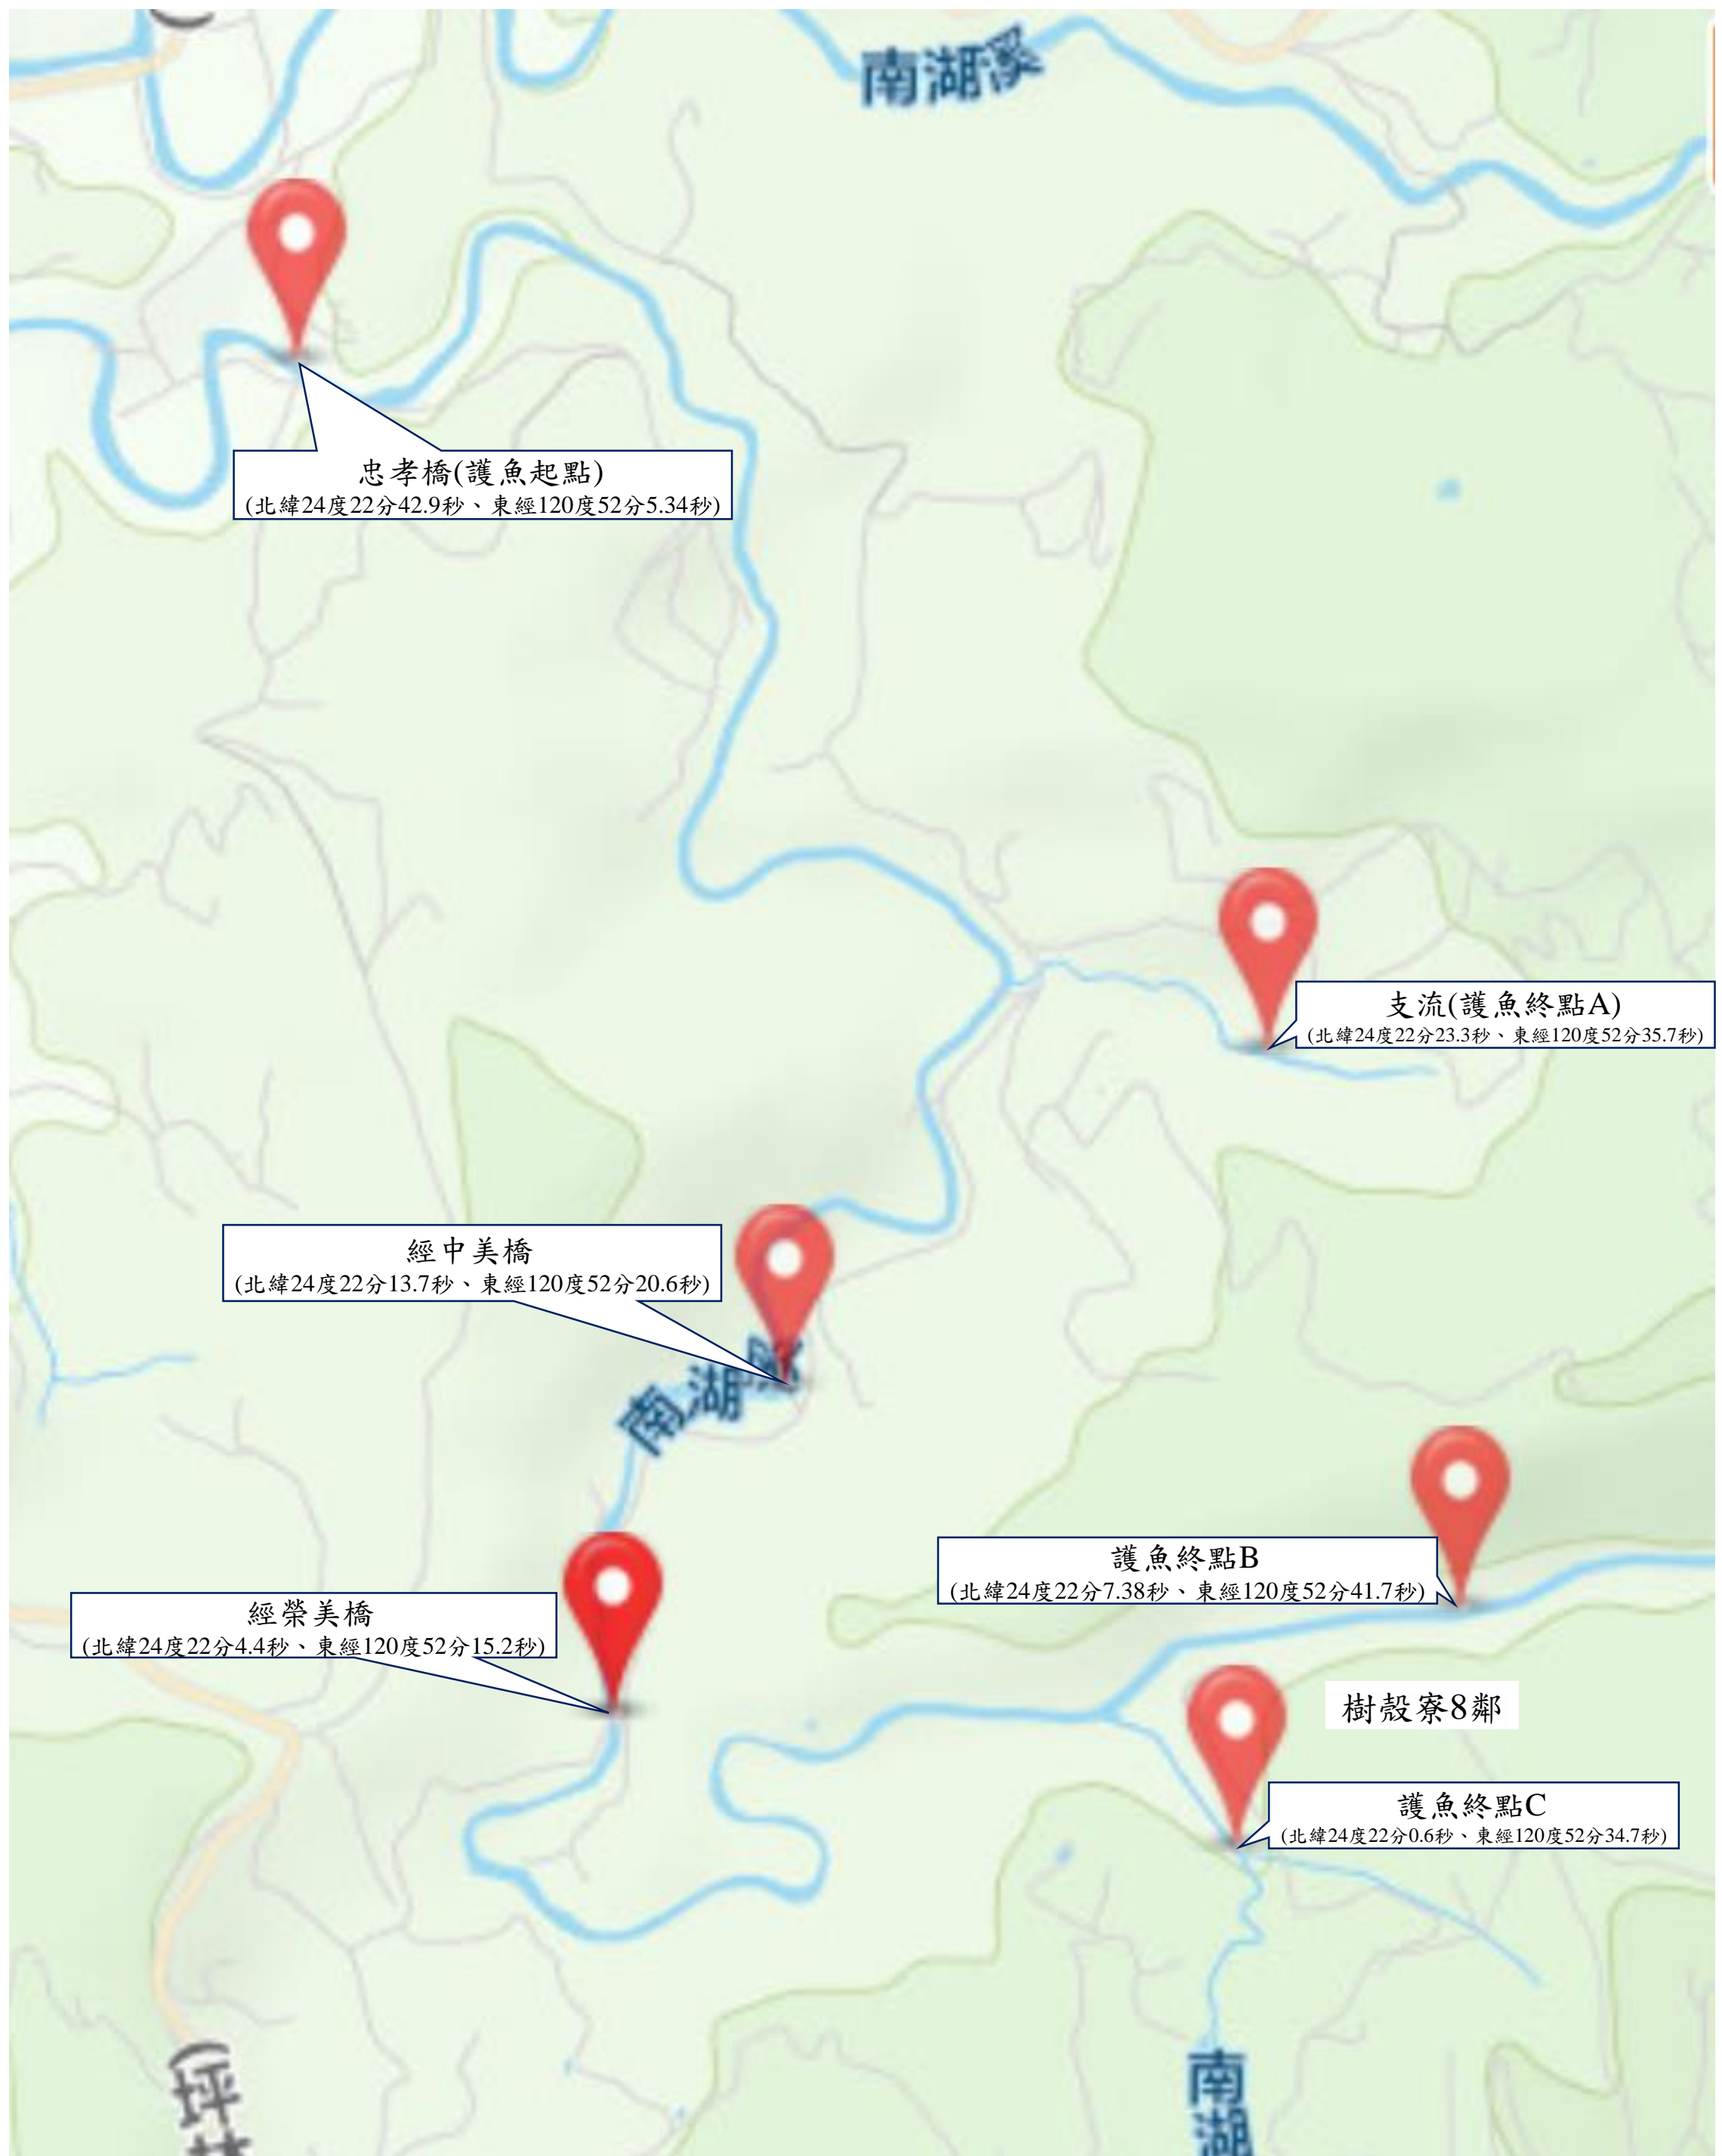 南湖溪
忠孝橋(護魚起點)
(北緯24度22分42.9秒、東經120度52分5.34秒)
支流(護魚終點A)
(北緯24度22分23.3秒、東經120度52分35.7秒)
經中美橋
(北緯24度22分13.7秒、東經120度52分20.6秒)
南湖溪
護魚終點B
(北緯24度22分7.38秒、東經120度52分41.7秒)
經榮美橋
(北緯24度22分4.4秒、東經120度52分15.2秒)
樹殼寮8鄰
護魚終點C
(北緯24度22分0.6秒、東經120度52分34.7秒)
(坪林
南湖